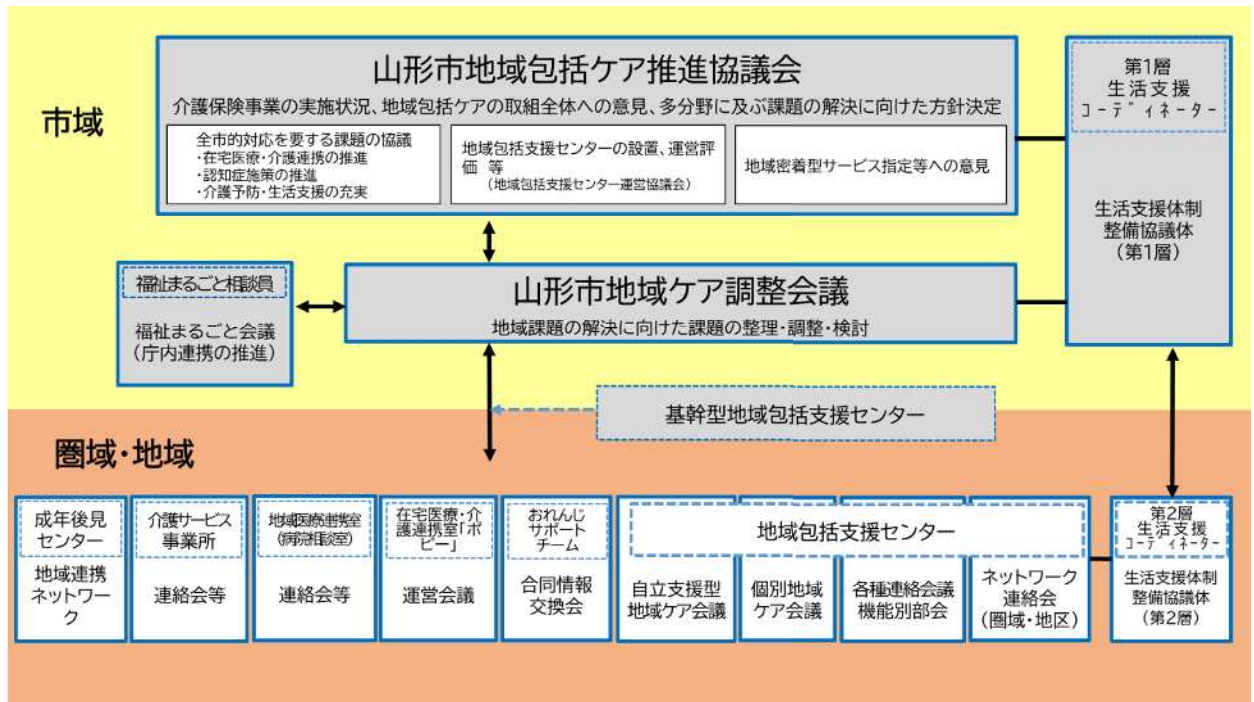 市域
山形市地域包括ケア推進協議会
介護保険事業の実施状況、地域包括ケアの取組全体への意見、多分野に及ぶ課題の解決に向けた方針決定
全市的対応を要する課題の協議
・在宅医療・介護連携の推進
・認知症施策の推進
・介護予防・生活支援の充実
地域包括支援センターの設置、運営評
価 等
(地域包括支援センター運営協議会)
地域密着型サービス指定等への意見
第1層
生活支援
コーディネーター
生活支援体制
整備協議体
(第1層)
福祉まるごと相談員
福祉まるごと会議
(庁内連携の推進)
山形市地域ケア調整会議
地域課題の解決に向けた課題の整理・調整・検討
基幹型地域包括支援センター
圏域・地域
成年後見
センター
地域連携
ネットワー
ク
介護サービス
事業所
連絡会等
地域医療連携室
(病院相談室)
連絡会等
在宅医療・介
護連携室「ポ
ピー」
運営会議
おれんじ
サポート
チーム
合同情報
交換会
地域包括支援センター
自立支援型
地域ケア会議
個別地域
ケア会議
各種連絡会議
機能別部会
ネットワーク
連絡会
(圏域・地区)
第2層
生活支援
コーディネーター
生活支援体制
整備協議体
(第2層)